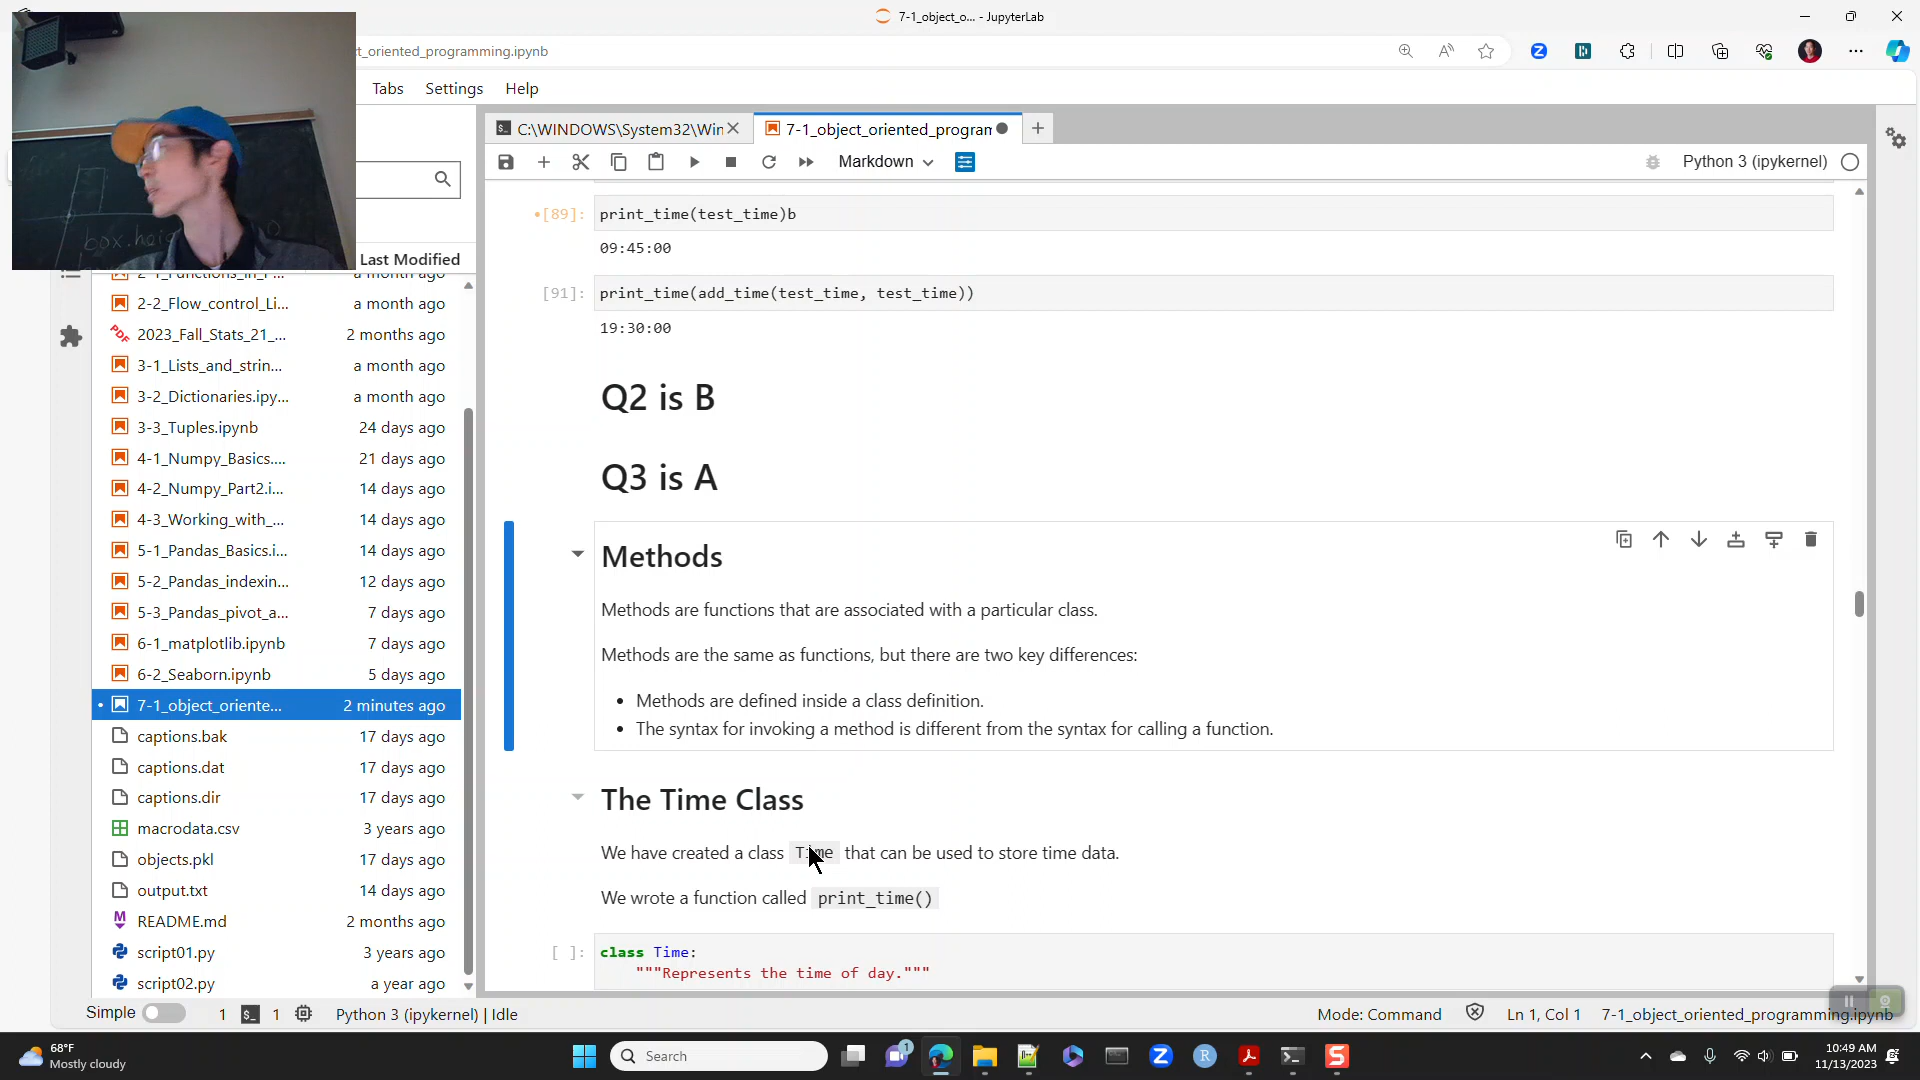 7-1_object_o... - JupyterLab
t_oriented_programming.ipynb
Tabs Settings Help
C:\WINDOWS\System32\Win
7-1_object_oriented_program
Markdown
Python 3 (ipykernel)
box.heig
Last Modified
2-2_Flow_control_Li... a month ago
2023_Fall_Stats_21_... 2 months ago
3-1_Lists_and_strin... a month ago
3-2_Dictionaries.ipy... a month ago
3-3_Tuples.ipynb 24 days ago
4-1_Numpy_Basics.... 21 days ago
4-2_Numpy_Part2.i... 14 days ago
4-3_Working_with_... 14 days ago
5-1_Pandas_Basics.i... 14 days ago
5-2_Pandas_indexin... 12 days ago
5-3_Pandas_pivot_a... 7 days ago
6-1_matplotlib.ipynb 7 days ago
6-2_Seaborn.ipynb 5 days ago
7-1_object_oriente... 2 minutes ago
captions.bak 17 days ago
captions.dat 17 days ago
captions.dir 17 days ago
macrodata.csv 3 years ago
objects.pkl 17 days ago
output.txt 14 days ago
README.md 2 months ago
script01.py 3 years ago
script02.py a year ago
[89]: print_time(test_time)b
09:45:00
[91]: print_time(add_time(test_time, test_time))
19:30:00
Q2 is B
Q3 is A
Methods
Methods are functions that are associated with a particular class.
Methods are the same as functions, but there are two key differences:
• Methods are defined inside a class definition.
• The syntax for invoking a method is different from the syntax for calling a function.
The Time Class
We have created a class Time that can be used to store time data.
We wrote a function called print_time()
[ ]: class Time:
"""Represents the time of day."""
Simple 1 1 Python 3 (ipykernel) | Idle
Mode: Command Ln 1, Col 1 7-1_object_oriented_programming.ipynb
68°F
Mostly cloudy
Search
10:49 AM
11/13/2023